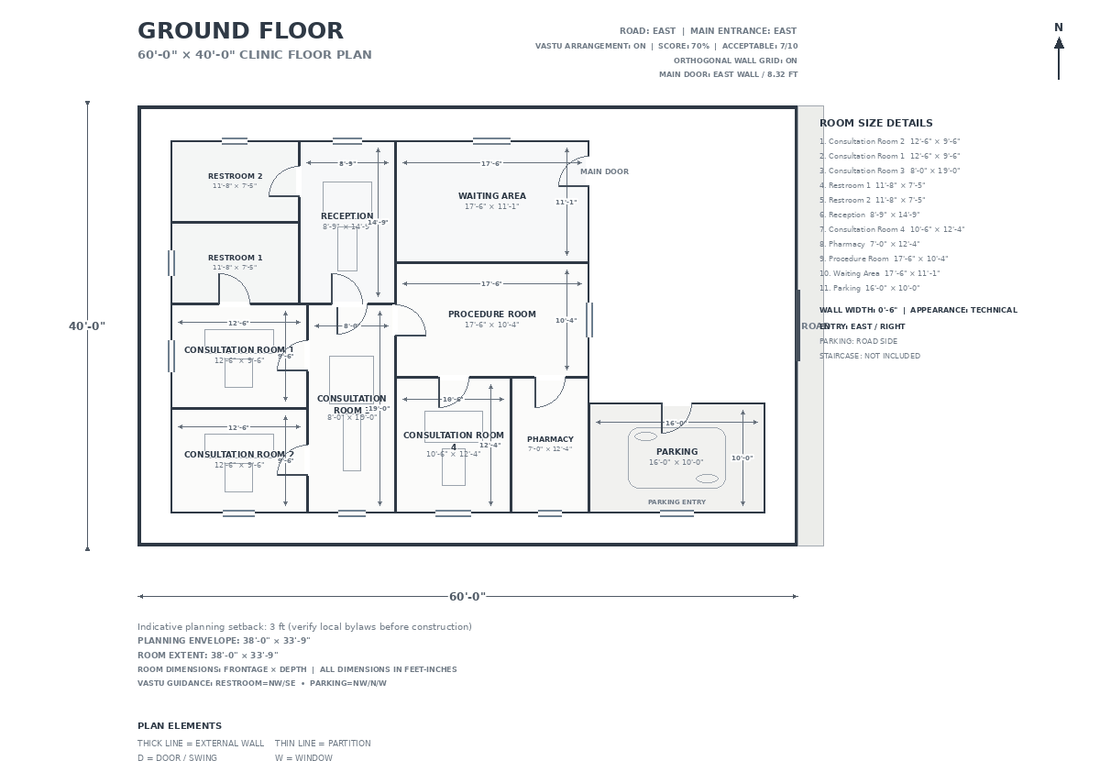 GROUND FLOOR
60'-0" × 40'-0" CLINIC FLOOR PLAN
ROAD: EAST | MAIN ENTRANCE: EAST
VASTU ARRANGEMENT: ON | SCORE: 70% | ACCEPTABLE: 7/10
ORTHOGONAL WALL GRID: ON
MAIN DOOR: EAST WALL / 8.32 FT
N
ROOM SIZE DETAILS
1. Consultation Room 2 12'-6" × 9'-6"
2. Consultation Room 1 12'-6" × 9'-6"
3. Consultation Room 3 8'-0" × 19'-0"
4. Restroom 1 11'-8" × 7'-5"
5. Restroom 2 11'-8" × 7'-5"
6. Reception 8'-9" × 14'-9"
7. Consultation Room 4 10'-6" × 12'-4"
8. Pharmacy 7'-0" × 12'-4"
9. Procedure Room 17'-6" × 10'-4"
10. Waiting Area 17'-6" × 11'-1"
11. Parking 16'-0" × 10'-0"
WALL WIDTH: 0'-6" | APPEARANCE: TECHNICAL
ENTRY: EAST / RIGHT
PARKING: ROAD SIDE
STAIRCASE: NOT INCLUDED
ROAD
40'-0"
RESTROOM 2
11'-8" × 7'-5"
8'-9"
RECEPTION
8'-9" × 14'-9"
14'-9"
17'-6"
WAITING AREA
17'-6" × 11'-1"
11'-1"
MAIN DOOR
RESTROOM 1
11'-8" × 7'-5"
17'-6"
PROCEDURE ROOM
17'-6" × 10'-4"
10'-4"
12'-6"
CONSULTATION ROOM 1
12'-6" × 9'-6"
9'-6"
8'-0"
CONSULTATION
ROOM
8'-0" × 19'-0"
19'-0"
12'-6"
CONSULTATION ROOM 2
12'-6" × 9'-6"
9'-6"
10'-6"
CONSULTATION ROOM
4
10'-6" × 12'-4"
12'-4"
PHARMACY
7'-0" × 12'-4"
16'-0"
PARKING
16'-0" × 10'-0"
10'-0"
PARKING ENTRY
60'-0"
Indicative planning setback: 3 ft (verify local bylaws before construction)
PLANNING ENVELOPE: 38'-0" × 33'-9"
ROOM EXTENT: 38'-0" × 33'-9"
ROOM DIMENSIONS: FRONTAGE × DEPTH | ALL DIMENSIONS IN FEET-INCHES
VASTU GUIDANCE: RESTROOM=NW/SE • PARKING=NW/N/W
PLAN ELEMENTS
THICK LINE = EXTERNAL WALL THIN LINE = PARTITION
D = DOOR / SWING W = WINDOW